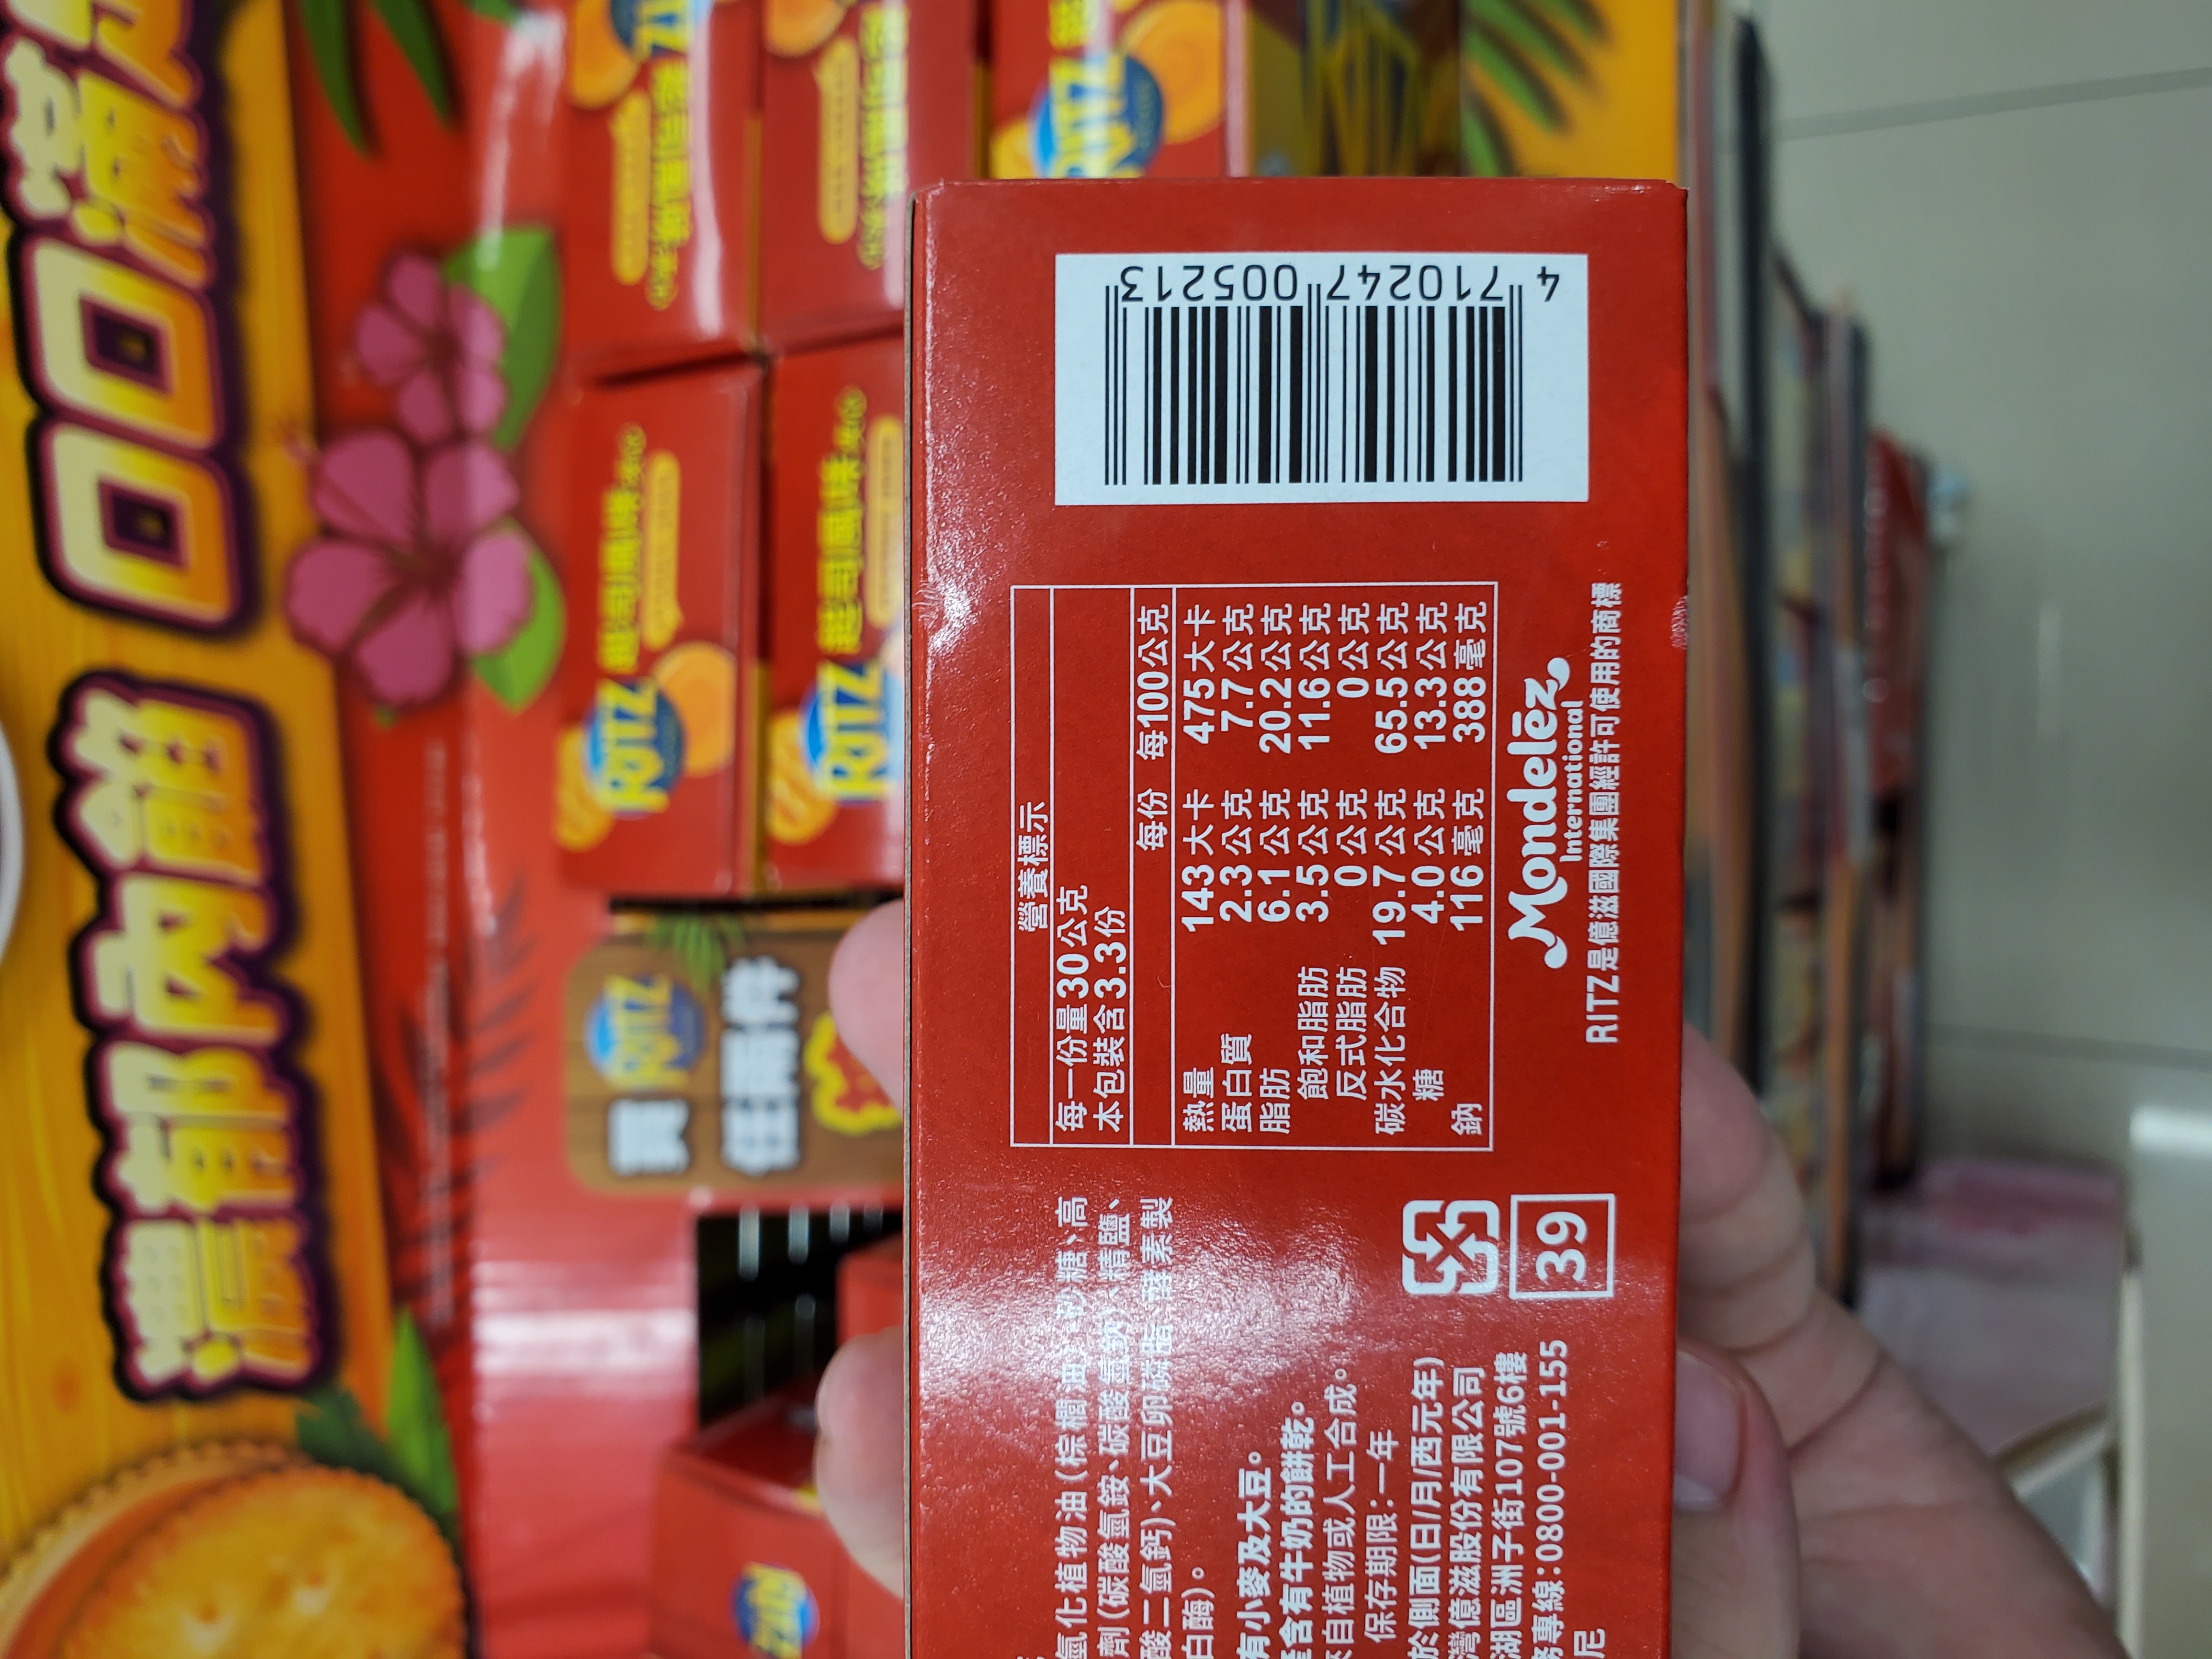 濃郁內餡 口口滿足
買 RITZ
任兩件
RITZ 起司風味夾心
RITZ 起司風味夾心
RITZ
氫化植物油(棕櫚油)、砂糖、高
劑(碳酸氫銨、碳酸氫鈉)、精鹽、
酸二氫鈣)、大豆卵磷脂、酵素製
白酶)。
有小麥及大豆。
產含有牛奶的餅乾。
來自植物或人工合成。
保存期限:一年
於側面(日/月/西元年)
灣億滋股份有限公司
湖區洲子街107號6樓
務專線:0800-001-155
尼
39
營養標示
每一份量30公克
本包裝含3.3份
每份 每100公克
熱量 143大卡 475大卡
蛋白質 2.3公克 7.7公克
脂肪 6.1公克 20.2公克
飽和脂肪 3.5公克 11.6公克
反式脂肪 0公克 0公克
碳水化合物 19.7公克 65.5公克
糖 4.0公克 13.3公克
鈉 116毫克 388毫克
Mondelēz
International
RITZ是億滋國際集團經許可使用的商標
4 710247 005213